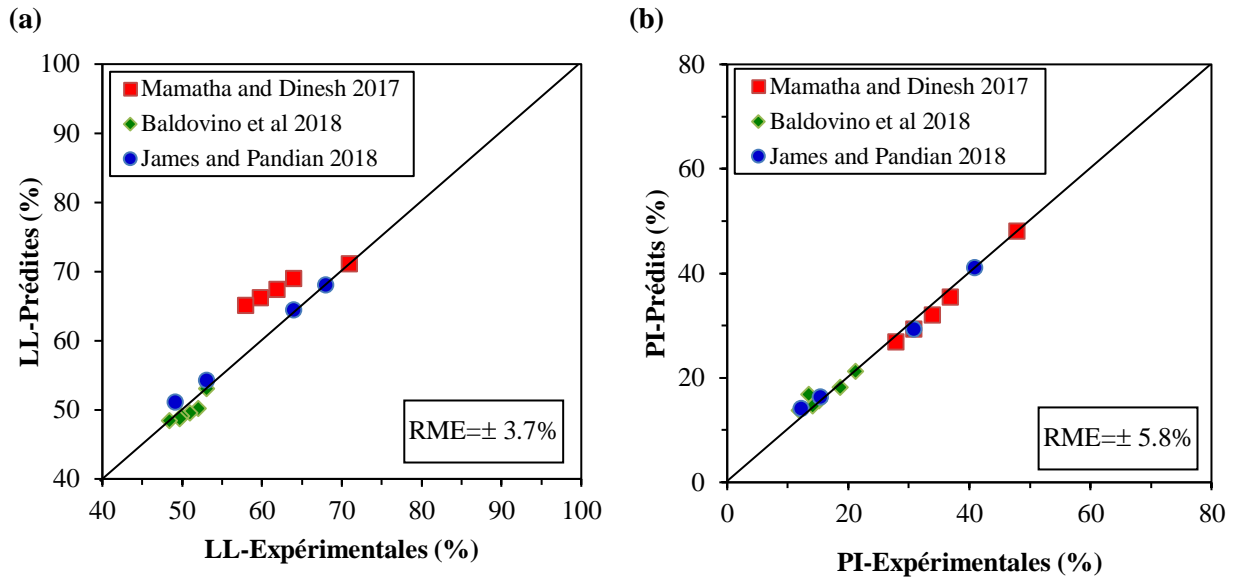 (a)
LL-Prédites (%)
100
90
80
70
60
50
40
Mamatha and Dinesh 2017
Baldovino et al 2018
James and Pandian 2018
RME=± 3.7%
40 50 60 70 80 90 100
LL-Expérimentales (%)
(b)
PI-Prédits (%)
80
60
40
20
0
Mamatha and Dinesh 2017
Baldovino et al 2018
James and Pandian 2018
RME=± 5.8%
0 20 40 60 80
PI-Expérimentales (%)